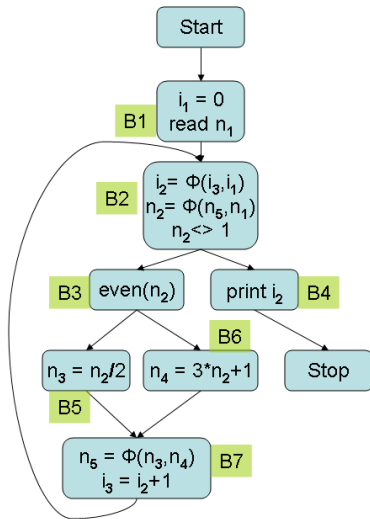 Start
i₁ = 0
read n₁
B1
i₂= Φ(i₃,i₁)
n₂= Φ(n₅,n₁)
n₂<> 1
B2
B3
even(n₂)
print i₂
B4
B6
n₃ = n₂/2
n₄ = 3*n₂+1
Stop
B5
n₅ = Φ(n₃,n₄)
i₃ = i₂+1
B7